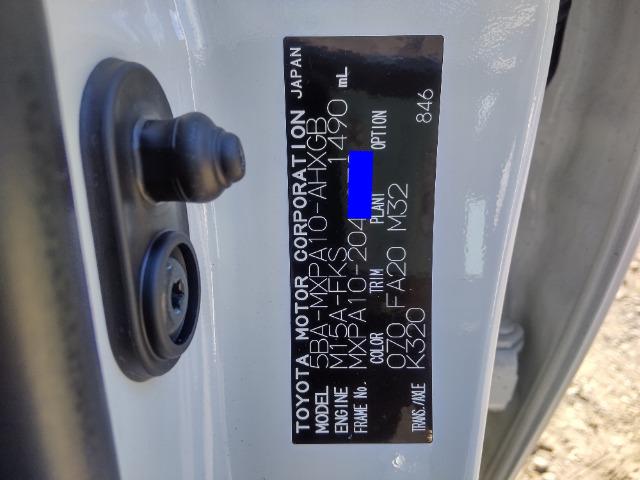 TOYOTA MOTOR CORPORATION JAPAN
MODEL 5BA-MXPA10-AHXGB
ENGINE M15A-FKS 1490 mL
FRAME No. MXPA10-204
COLOR TRIM PLANT OPTION
070 FA20 M32
TRANS./AXLE K320 846